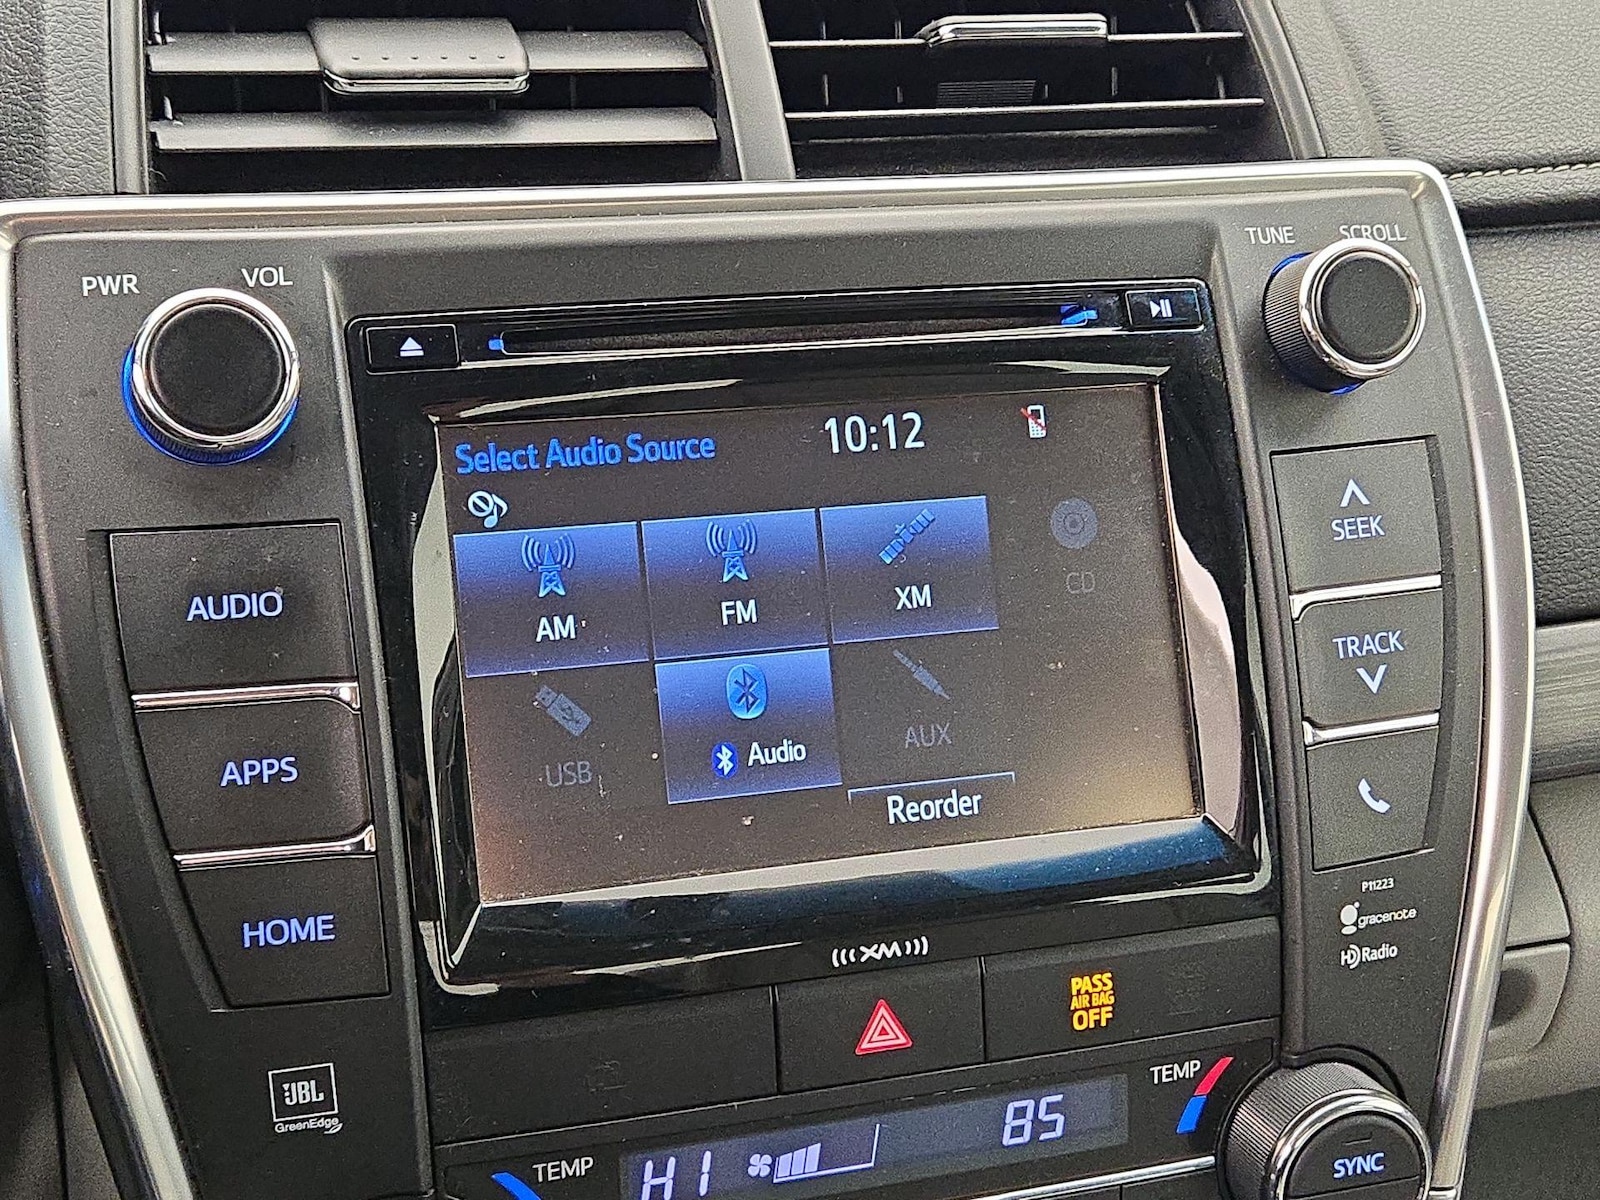 PWR VOL
TUNE SCROLL
Select Audio Source 10:12
AM FM XM CD
USB Audio AUX
Reorder
AUDIO
APPS
HOME
SEEK
TRACK
P11223
gracenote
HD Radio
XM
PASS
AIR BAG
OFF
JBL
GreenEdge
TEMP
85
TEMP
HI
SYNC